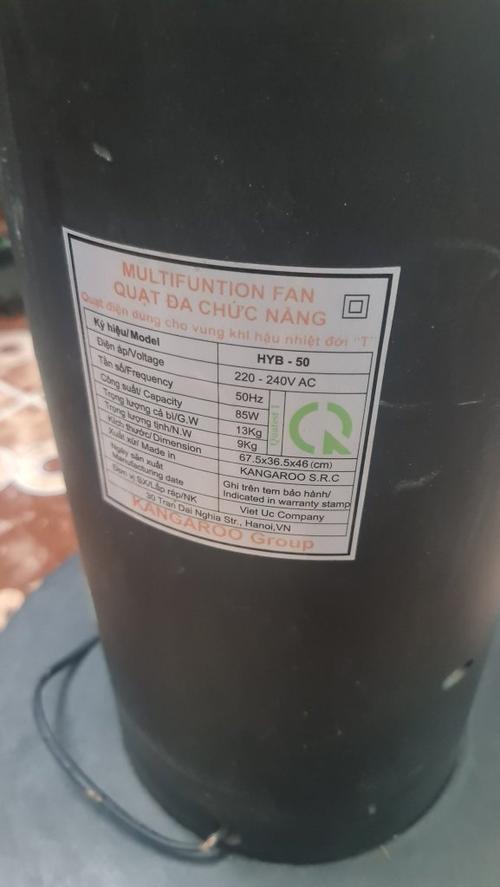 MULTIFUNTION FAN
QUẠT ĐA CHỨC NĂNG
Quạt điện dùng cho vung khí hậu nhiệt đới "T"
Ký hiệu/Model HYB - 50
Điện áp/Voltage 220 - 240V AC
Tần số/Frequency 50Hz
Công suất/ Capacity 85W
Trọng lượng cả bì/G.W 13Kg
Trọng lượng tịnh/N.W 9Kg
Kích thước/Dimension 67.5x36.5x46 (cm)
Xuất xứ/ Made in KANGAROO S.R.C
Ngày sản xuất
Manufacturing date
Ghi trên tem bảo hành/
Indicated in warranty stamp
Đơn vị SX/Lắp ráp/NK Viet Uc Company
30 Tran Dai Nghia Str., Hanoi,VN
KANGAROO Group